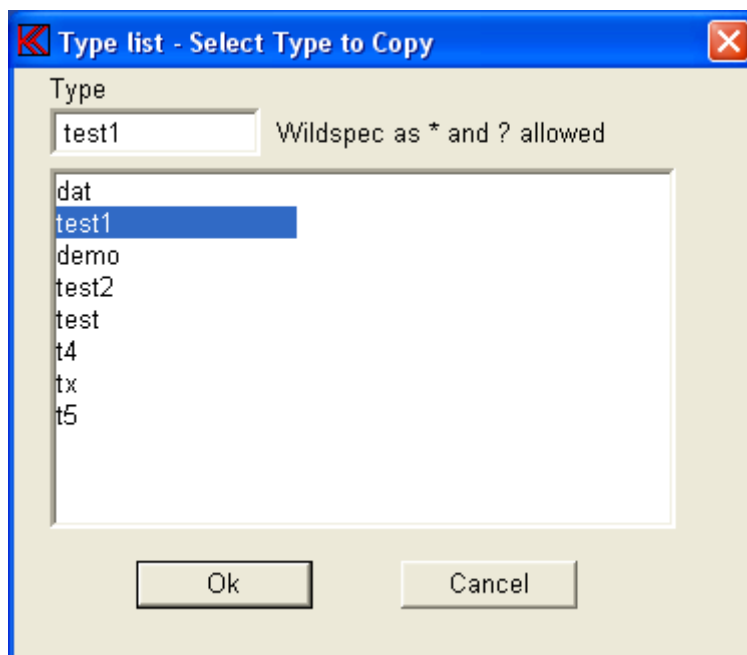 Type list - Select Type to Copy
Type
test1 Wildspec as * and ? allowed
dat
test1
demo
test2
test
t4
tx
t5
Ok Cancel